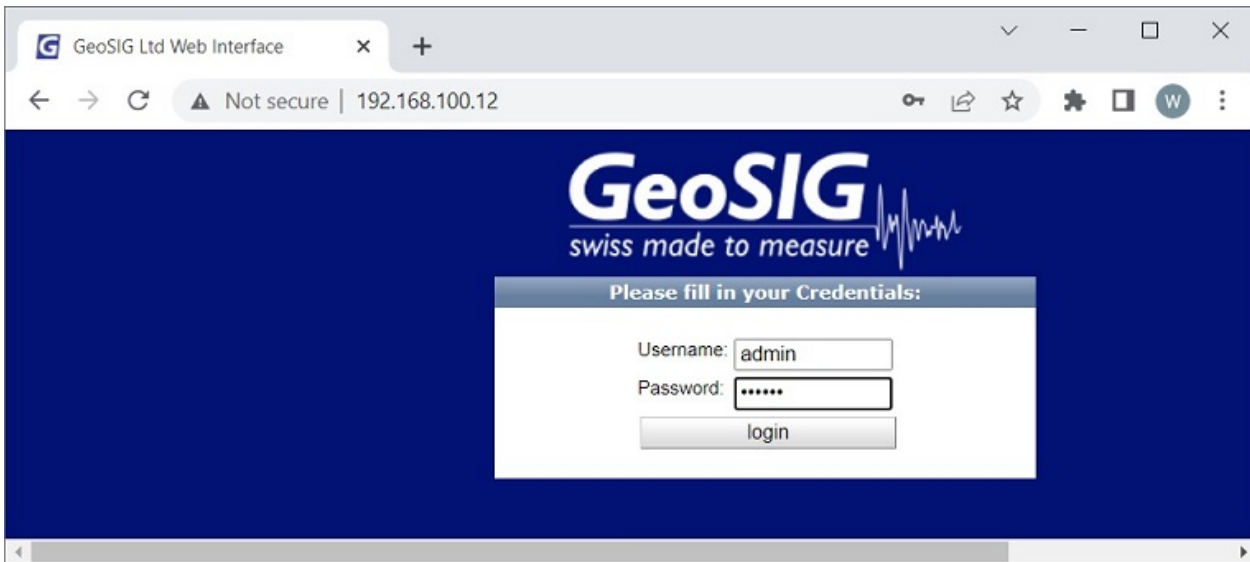 GeoSIG Ltd Web Interface
Not secure | 192.168.100.12
W
GeoSIG
swiss made to measure
Please fill in your Credentials:
Username: admin
Password: ••••••
login